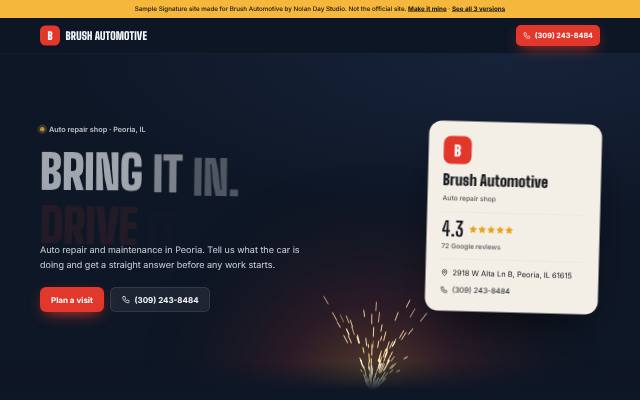 Sample Signature site made for Brush Automotive by Nolan Day Studio. Not the official site. Make it mine · See all 3 versions
B BRUSH AUTOMOTIVE
(309) 243-8484
Auto repair shop · Peoria, IL
BRING IT IN.
DRIVE
Auto repair and maintenance in Peoria. Tell us what the car is
doing and get a straight answer before any work starts.
Plan a visit
(309) 243-8484
B
Brush Automotive
Auto repair shop
4.3 ★★★★★
72 Google reviews
2918 W Alta Ln B, Peoria, IL 61615
(309) 243-8484